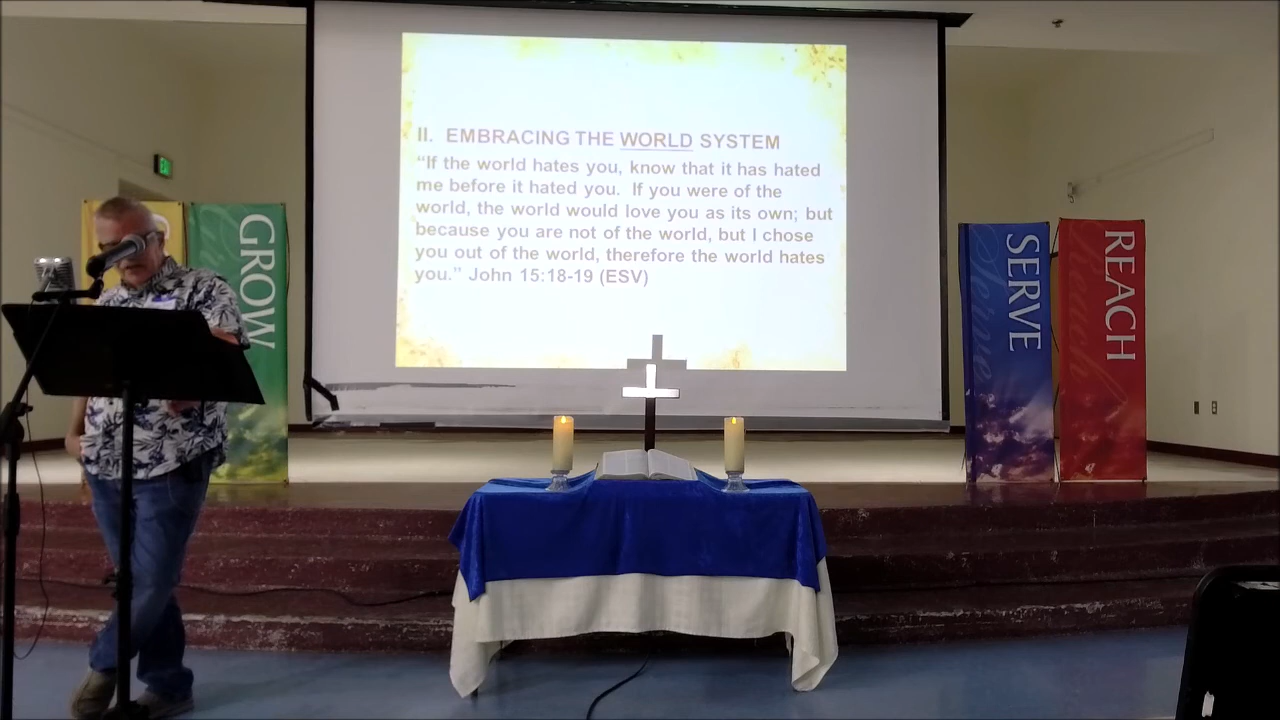 II. EMBRACING THE WORLD SYSTEM
“If the world hates you, know that it has hated
me before it hated you. If you were of the
world, the world would love you as its own; but
because you are not of the world, but I chose
you out of the world, therefore the world hates
you.” John 15:18-19 (ESV)
GROW
SERVE
Serve
REACH
Reach